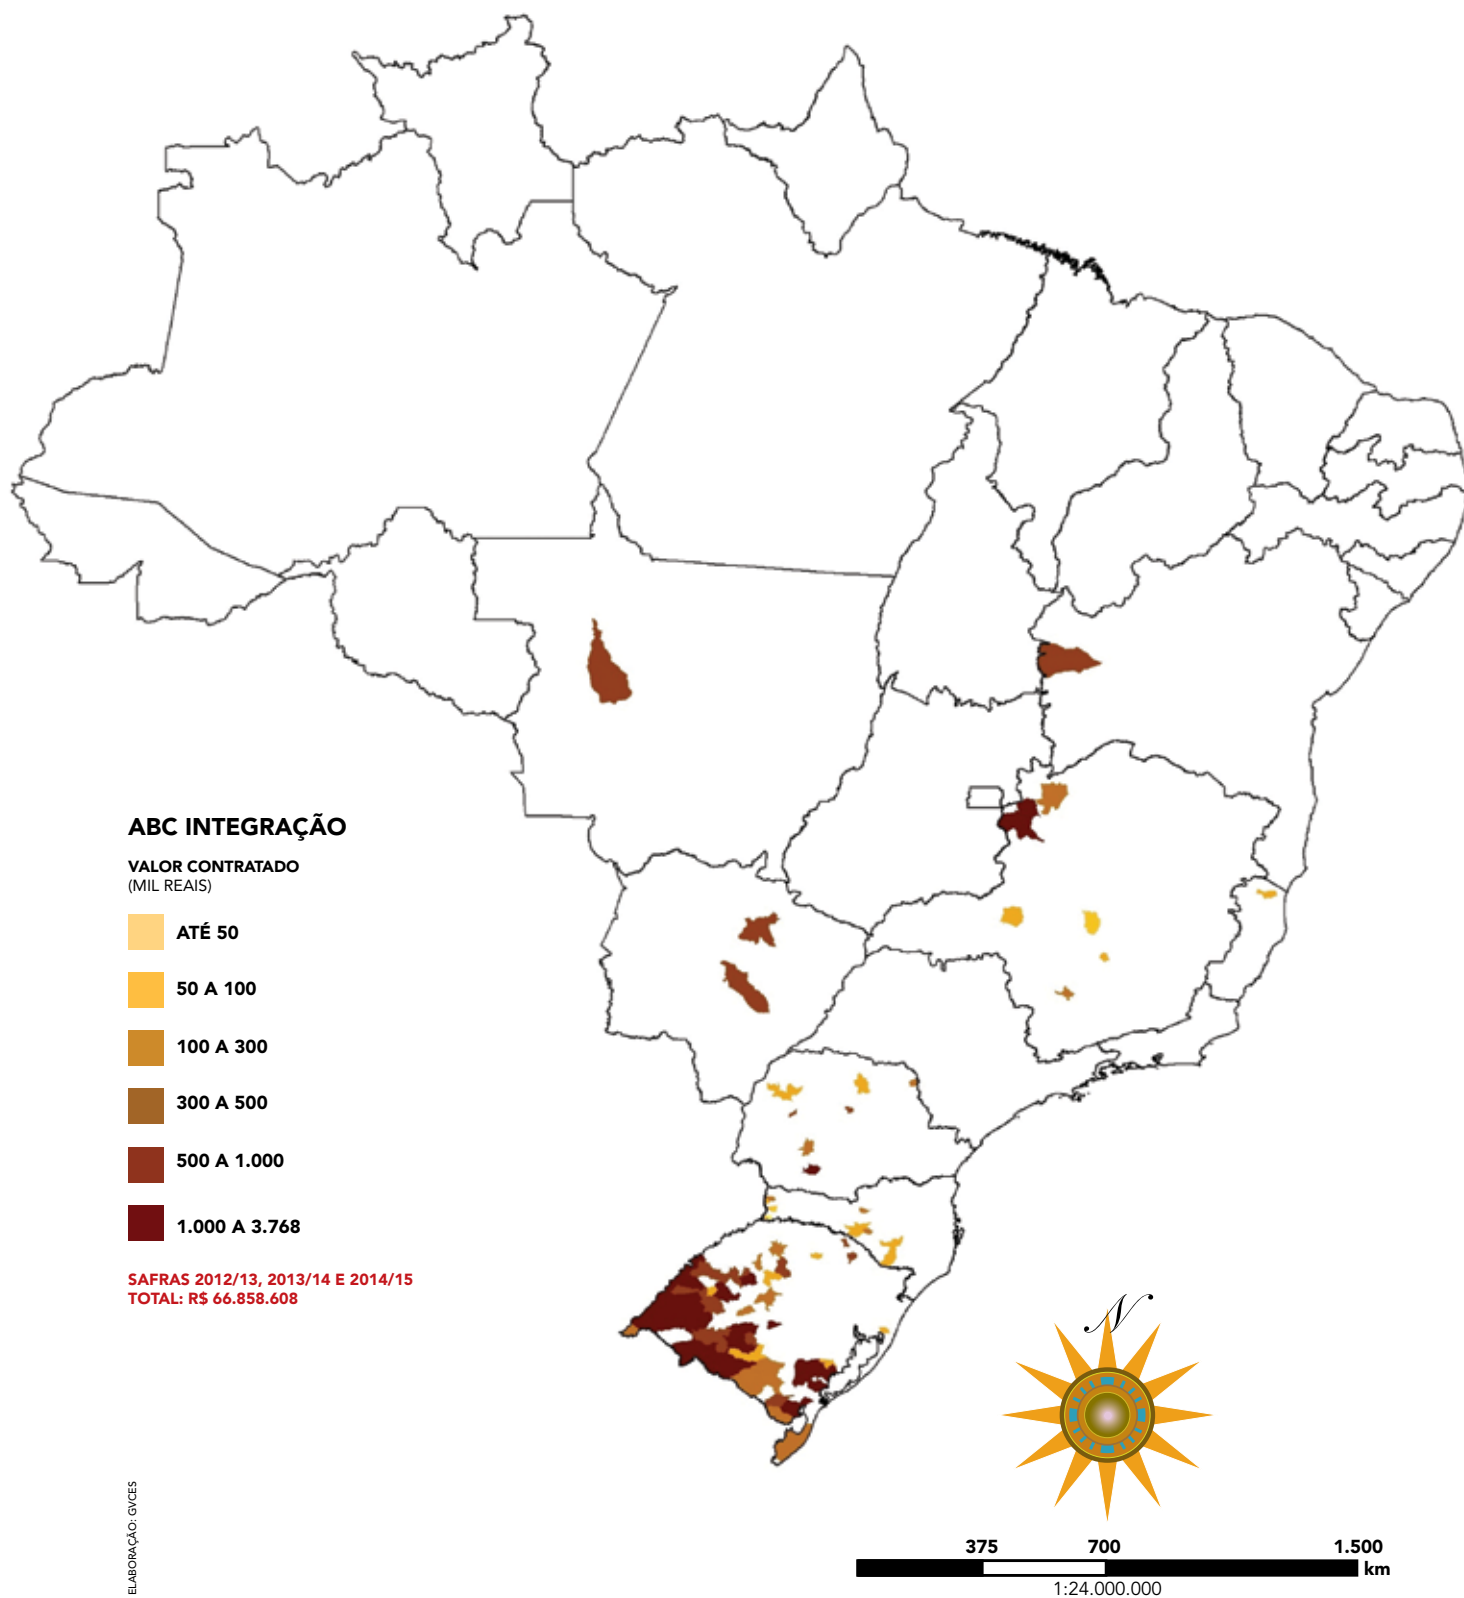 ABC INTEGRAÇÃO
VALOR CONTRATADO
(MIL REAIS)
ATÉ 50
50 A 100
100 A 300
300 A 500
500 A 1.000
1.000 A 3.768
SAFRAS 2012/13, 2013/14 E 2014/15
TOTAL: R$ 66.858.608
ELABORAÇÃO: GVCES
N
375 700 1.500
km
1:24.000.000